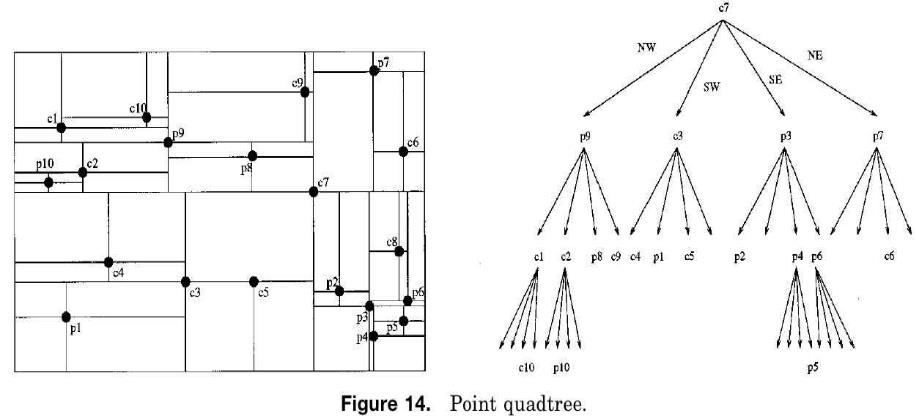 c7
NW
NE
SW
SE
p7
c9
c10
c1
p9
c6
p10
c2
p8
c7
c8
c4
p2
c3
c5
p6
p3
p5
p1
p4
p9
c3
p3
p7
c1
c2
p8
c9
c4
p1
c5
p2
p4
p6
c6
c10
p10
p5
Figure 14. Point quadtree.